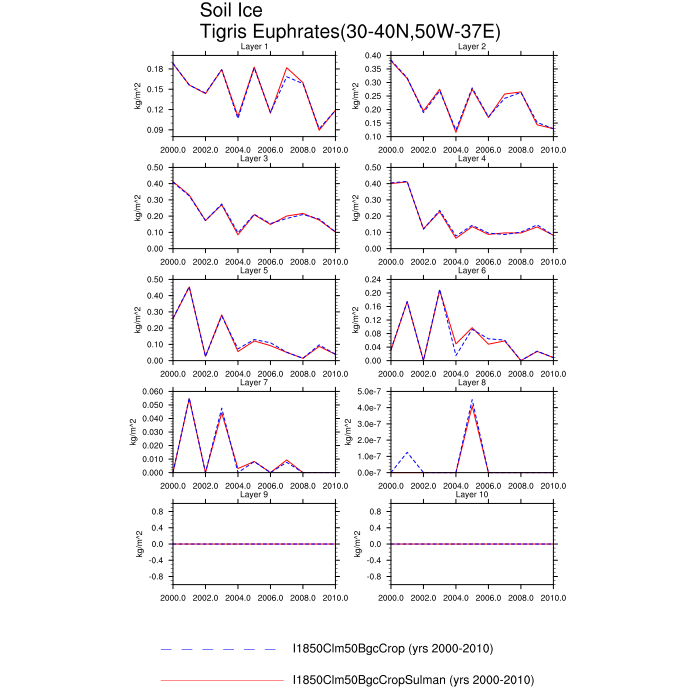 Soil Ice
Tigris Euphrates(30-40N,50W-37E)
Layer 1
Layer 2
kg/m^2
0.18
0.15
0.12
0.09
2000.0 2002.0 2004.0 2006.0 2008.0 2010.0
kg/m^2
0.40
0.35
0.30
0.25
0.20
0.15
0.10
2000.0 2002.0 2004.0 2006.0 2008.0 2010.0
Layer 3
Layer 4
kg/m^2
0.50
0.40
0.30
0.20
0.10
0.00
2000.0 2002.0 2004.0 2006.0 2008.0 2010.0
kg/m^2
0.50
0.40
0.30
0.20
0.10
0.00
2000.0 2002.0 2004.0 2006.0 2008.0 2010.0
Layer 5
Layer 6
kg/m^2
0.50
0.40
0.30
0.20
0.10
0.00
2000.0 2002.0 2004.0 2006.0 2008.0 2010.0
kg/m^2
0.24
0.20
0.16
0.12
0.08
0.04
0.00
2000.0 2002.0 2004.0 2006.0 2008.0 2010.0
Layer 7
Layer 8
kg/m^2
0.060
0.050
0.040
0.030
0.020
0.010
0.000
2000.0 2002.0 2004.0 2006.0 2008.0 2010.0
kg/m^2
5.0e-7
4.0e-7
3.0e-7
2.0e-7
1.0e-7
0.0e-7
2000.0 2002.0 2004.0 2006.0 2008.0 2010.0
Layer 9
Layer 10
kg/m^2
0.8
0.4
0.0
-0.4
-0.8
2000.0 2002.0 2004.0 2006.0 2008.0 2010.0
kg/m^2
0.8
0.4
0.0
-0.4
-0.8
2000.0 2002.0 2004.0 2006.0 2008.0 2010.0
I1850Clm50BgcCrop (yrs 2000-2010)
I1850Clm50BgcCropSulman (yrs 2000-2010)